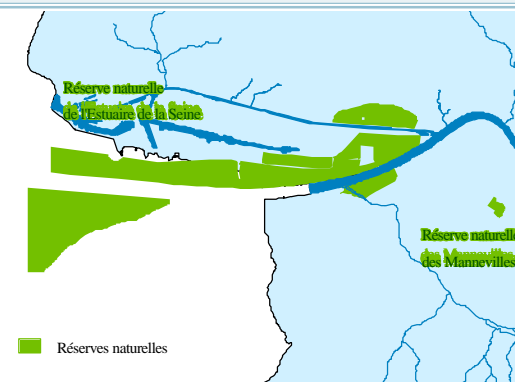 Réserve naturelle
de l'Estuaire de la Seine
Réserve naturelle
des Mannevilles
Réserves naturelles